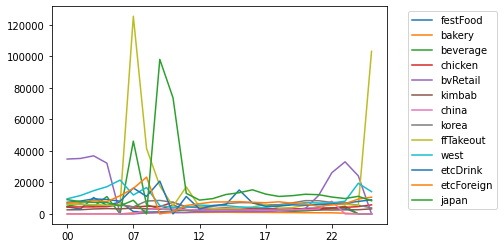 120000
100000
80000
60000
40000
20000
0
00
07
12
17
22
festFood
bakery
beverage
chicken
bvRetail
kimbab
china
korea
ffTakeout
west
etcDrink
etcForeign
japan